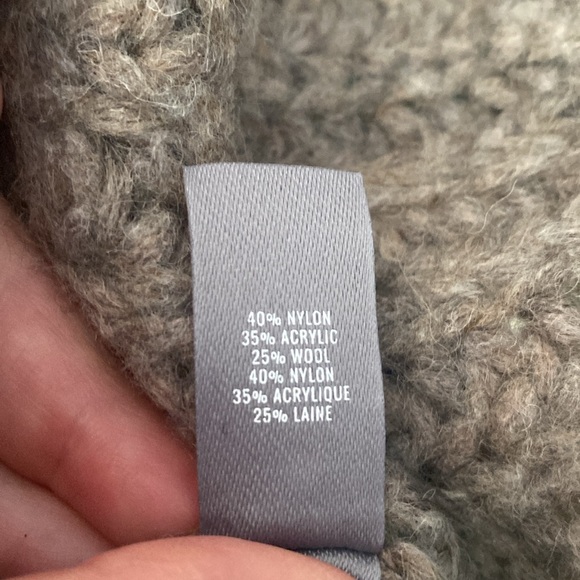 40% NYLON
35% ACRYLIC
25% WOOL
40% NYLON
35% ACRYLIQUE
25% LAINE